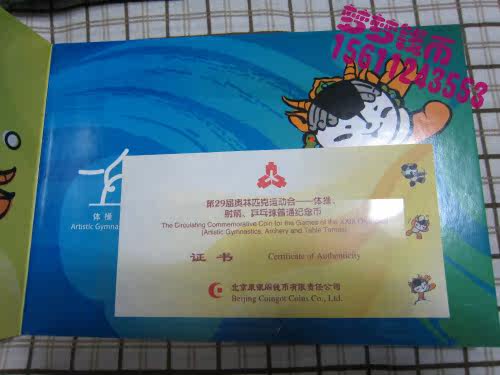 梦梦钱币
15611243553
体操
Artistic Gymna
第29届奥林匹克运动会——体操、
射箭、乒乓球普通纪念币
The Circulating Commemorative Coin for the Games of the XXIX Olympiad
(Artistic Gymnastics, Archery and Table Tennis)
证书 Certificate of Authenticity
北京康银阁钱币有限责任公司
Beijing Coingot Coins Co., Ltd.